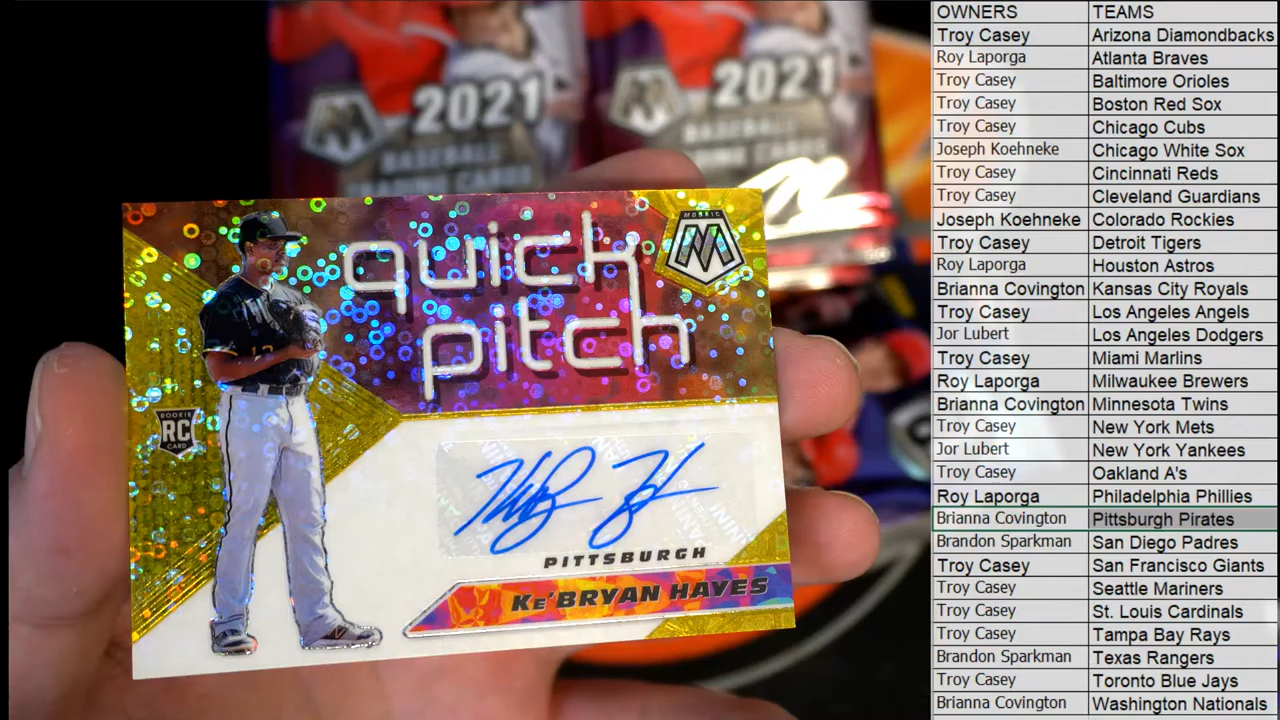 2021
BASEBALL
TRADING CARDS
2021
BASEBALL
TRADING CARDS
MOSAIC
quick
pitch
ROOKIE
RC
CARD
PITTSBURGH
KE'BRYAN HAYES
OWNERS TEAMS
Troy Casey Arizona Diamondbacks
Roy Laporga Atlanta Braves
Troy Casey Baltimore Orioles
Troy Casey Boston Red Sox
Troy Casey Chicago Cubs
Joseph Koehneke Chicago White Sox
Troy Casey Cincinnati Reds
Troy Casey Cleveland Guardians
Joseph Koehneke Colorado Rockies
Troy Casey Detroit Tigers
Roy Laporga Houston Astros
Brianna Covington Kansas City Royals
Troy Casey Los Angeles Angels
Jor Lubert Los Angeles Dodgers
Troy Casey Miami Marlins
Roy Laporga Milwaukee Brewers
Brianna Covington Minnesota Twins
Troy Casey New York Mets
Jor Lubert New York Yankees
Troy Casey Oakland A's
Roy Laporga Philadelphia Phillies
Brianna Covington Pittsburgh Pirates
Brandon Sparkman San Diego Padres
Troy Casey San Francisco Giants
Troy Casey Seattle Mariners
Troy Casey St. Louis Cardinals
Troy Casey Tampa Bay Rays
Brandon Sparkman Texas Rangers
Troy Casey Toronto Blue Jays
Brianna Covington Washington Nationals